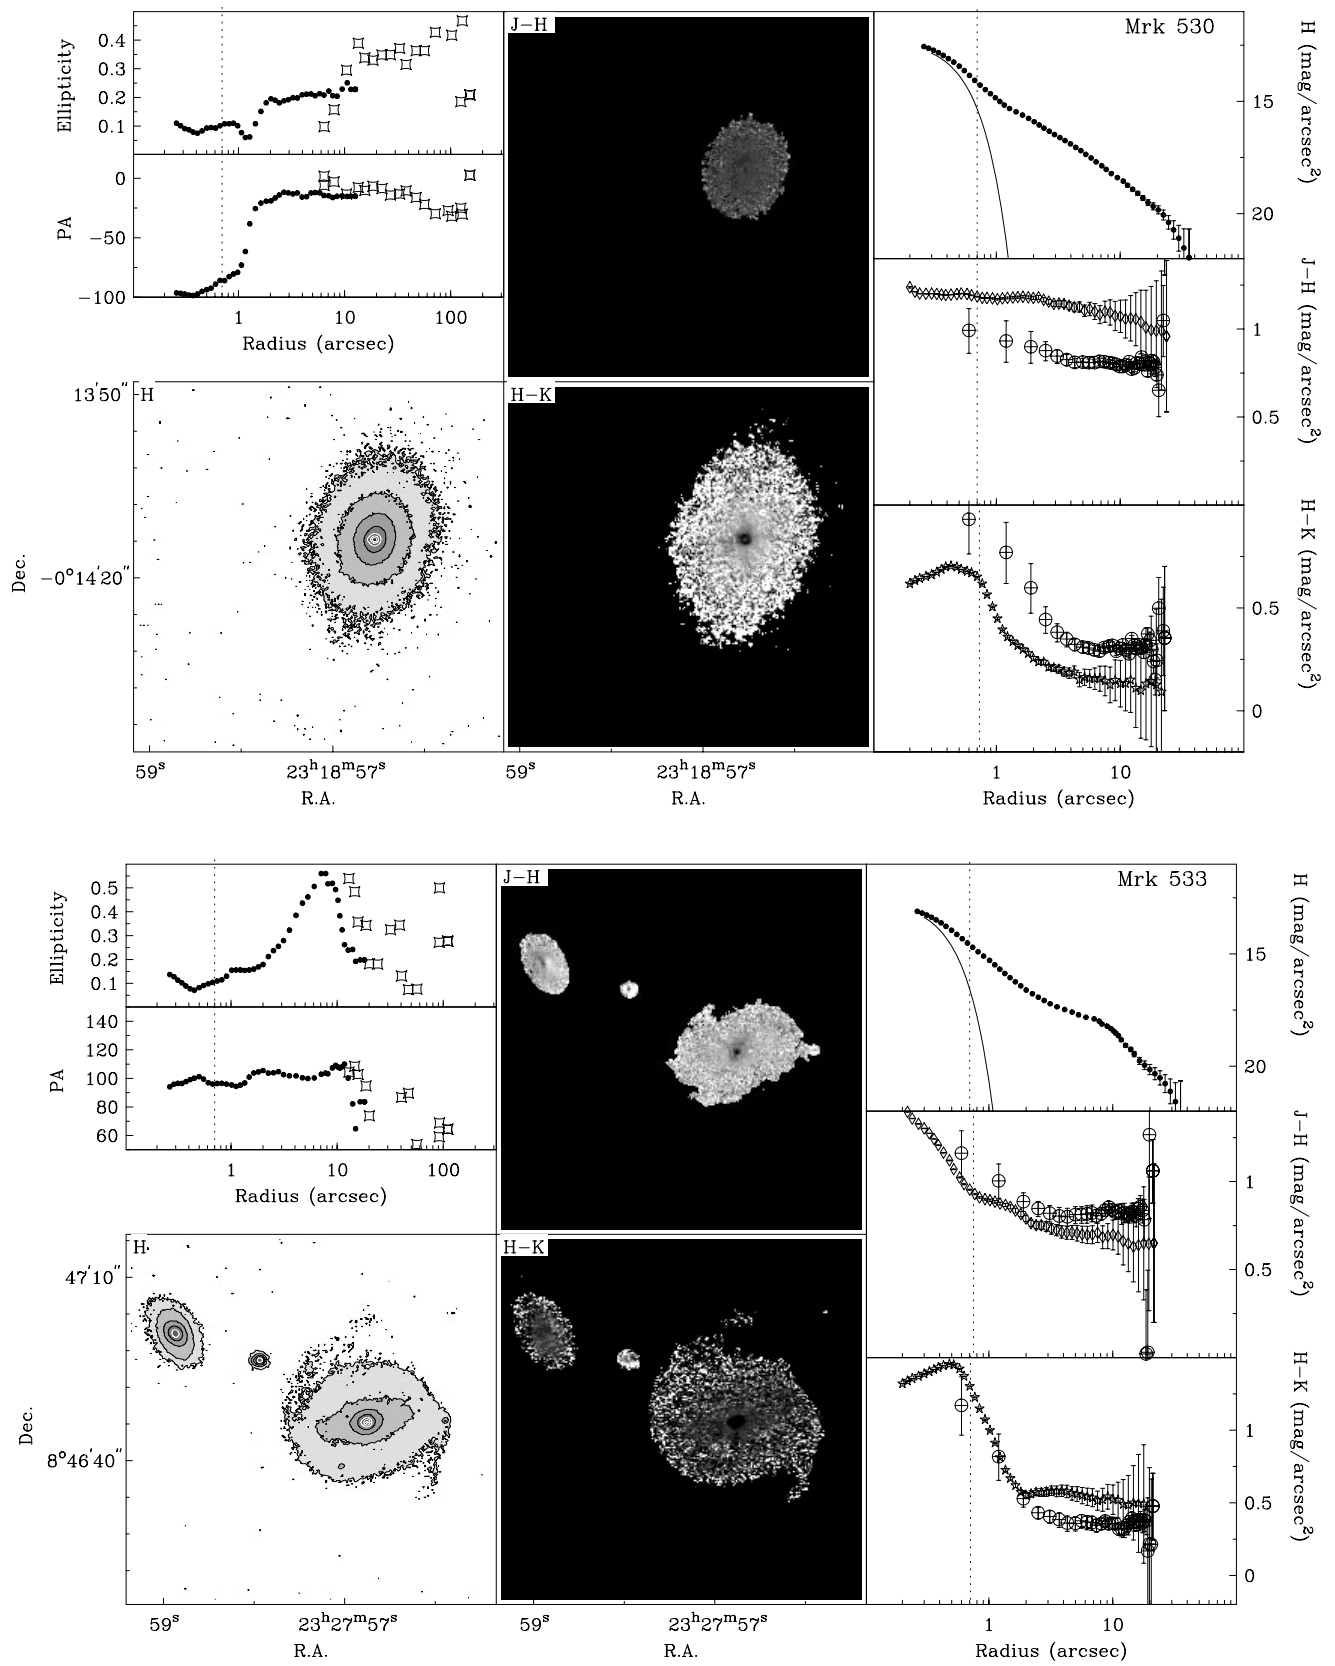 Ellipticity
0.4
0.3
0.2
0.1
PA
0
−50
−100
1 10 100
Radius (arcsec)
J−H
Mrk 530
H (mag/arcsec²)
15
20
J−H (mag/arcsec²)
1
0.5
H−K (mag/arcsec²)
0.5
0
1 10
Radius (arcsec)
H
13′50″
−0°14′20″
Dec.
59ˢ 23ʰ18ᵐ57ˢ
R.A.
H−K
59ˢ 23ʰ18ᵐ57ˢ
R.A.
Ellipticity
0.5
0.4
0.3
0.2
0.1
PA
140
120
100
80
60
1 10 100
Radius (arcsec)
J−H
Mrk 533
H (mag/arcsec²)
15
20
J−H (mag/arcsec²)
1
0.5
H−K (mag/arcsec²)
1
0.5
0
1 10
Radius (arcsec)
H
47′10″
8°46′40″
Dec.
59ˢ 23ʰ27ᵐ57ˢ
R.A.
H−K
59ˢ 23ʰ27ᵐ57ˢ
R.A.